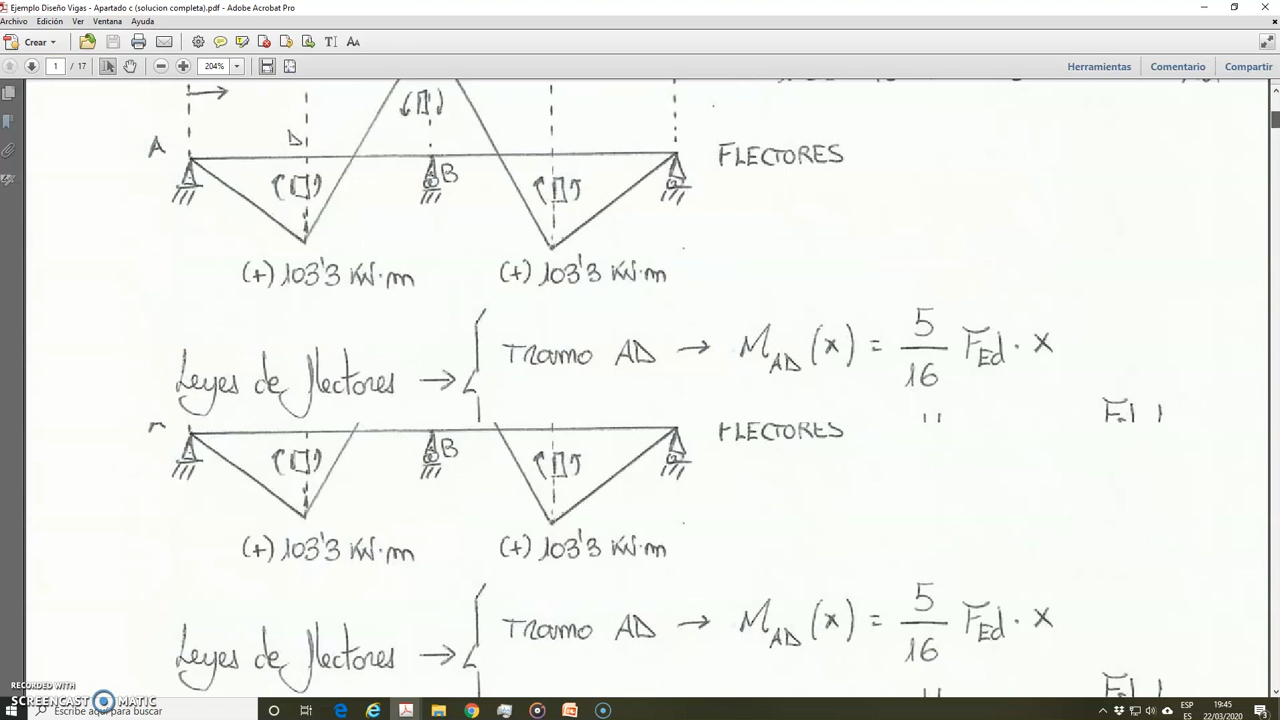 Ejemplo Diseño Vigas - Apartado c (solucion completa).pdf - Adobe Acrobat Pro
Archivo Edición Ver Ventana Ayuda
Crear
1 / 17 204% Herramientas Comentario Compartir
A D B FLECTORES
(+) 103'3 KN·m (+) 103'3 KN·m
Leyes de flectores → { Tramo AD → M_AD (x) = 5/16 F_Ed · x
B FLECTORES
(+) 103'3 KN·m (+) 103'3 KN·m
Leyes de flectores → { Tramo AD → M_AD (x) = 5/16 F_Ed · x
RECORDED WITH
SCREENCAST MATIC
Escribe aquí para buscar
ESP
ES
19:45
22/03/2020